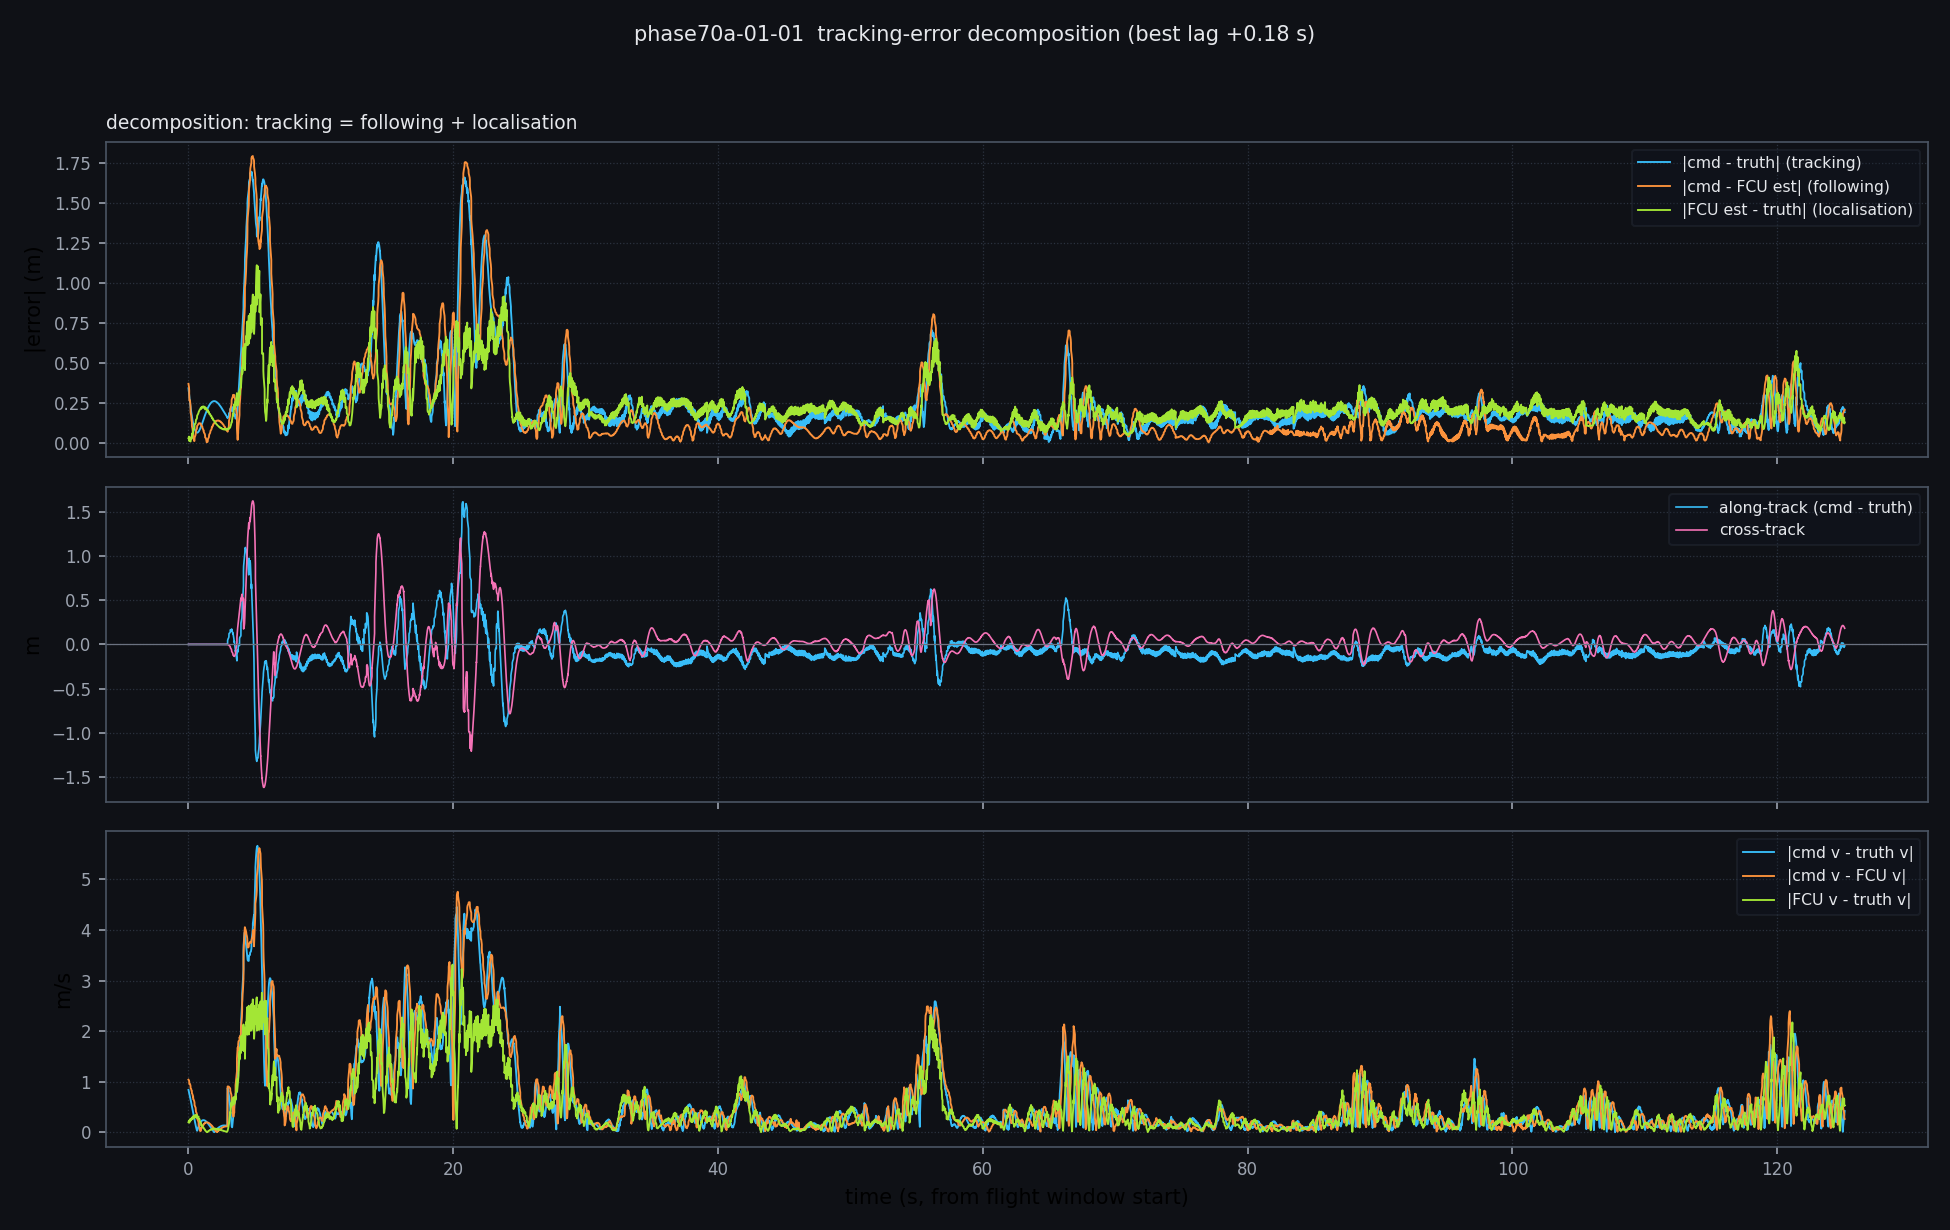 phase70a-01-01  tracking-error decomposition (best lag +0.18 s)
decomposition: tracking = following + localisation
|error| (m)
1.75
1.50
1.25
1.00
0.75
0.50
0.25
0.00
|cmd - truth| (tracking)
|cmd - FCU est| (following)
|FCU est - truth| (localisation)
m
1.5
1.0
0.5
0.0
−0.5
−1.0
−1.5
along-track (cmd - truth)
cross-track
m/s
5
4
3
2
1
0
|cmd v - truth v|
|cmd v - FCU v|
|FCU v - truth v|
0 20 40 60 80 100 120
time (s, from flight window start)